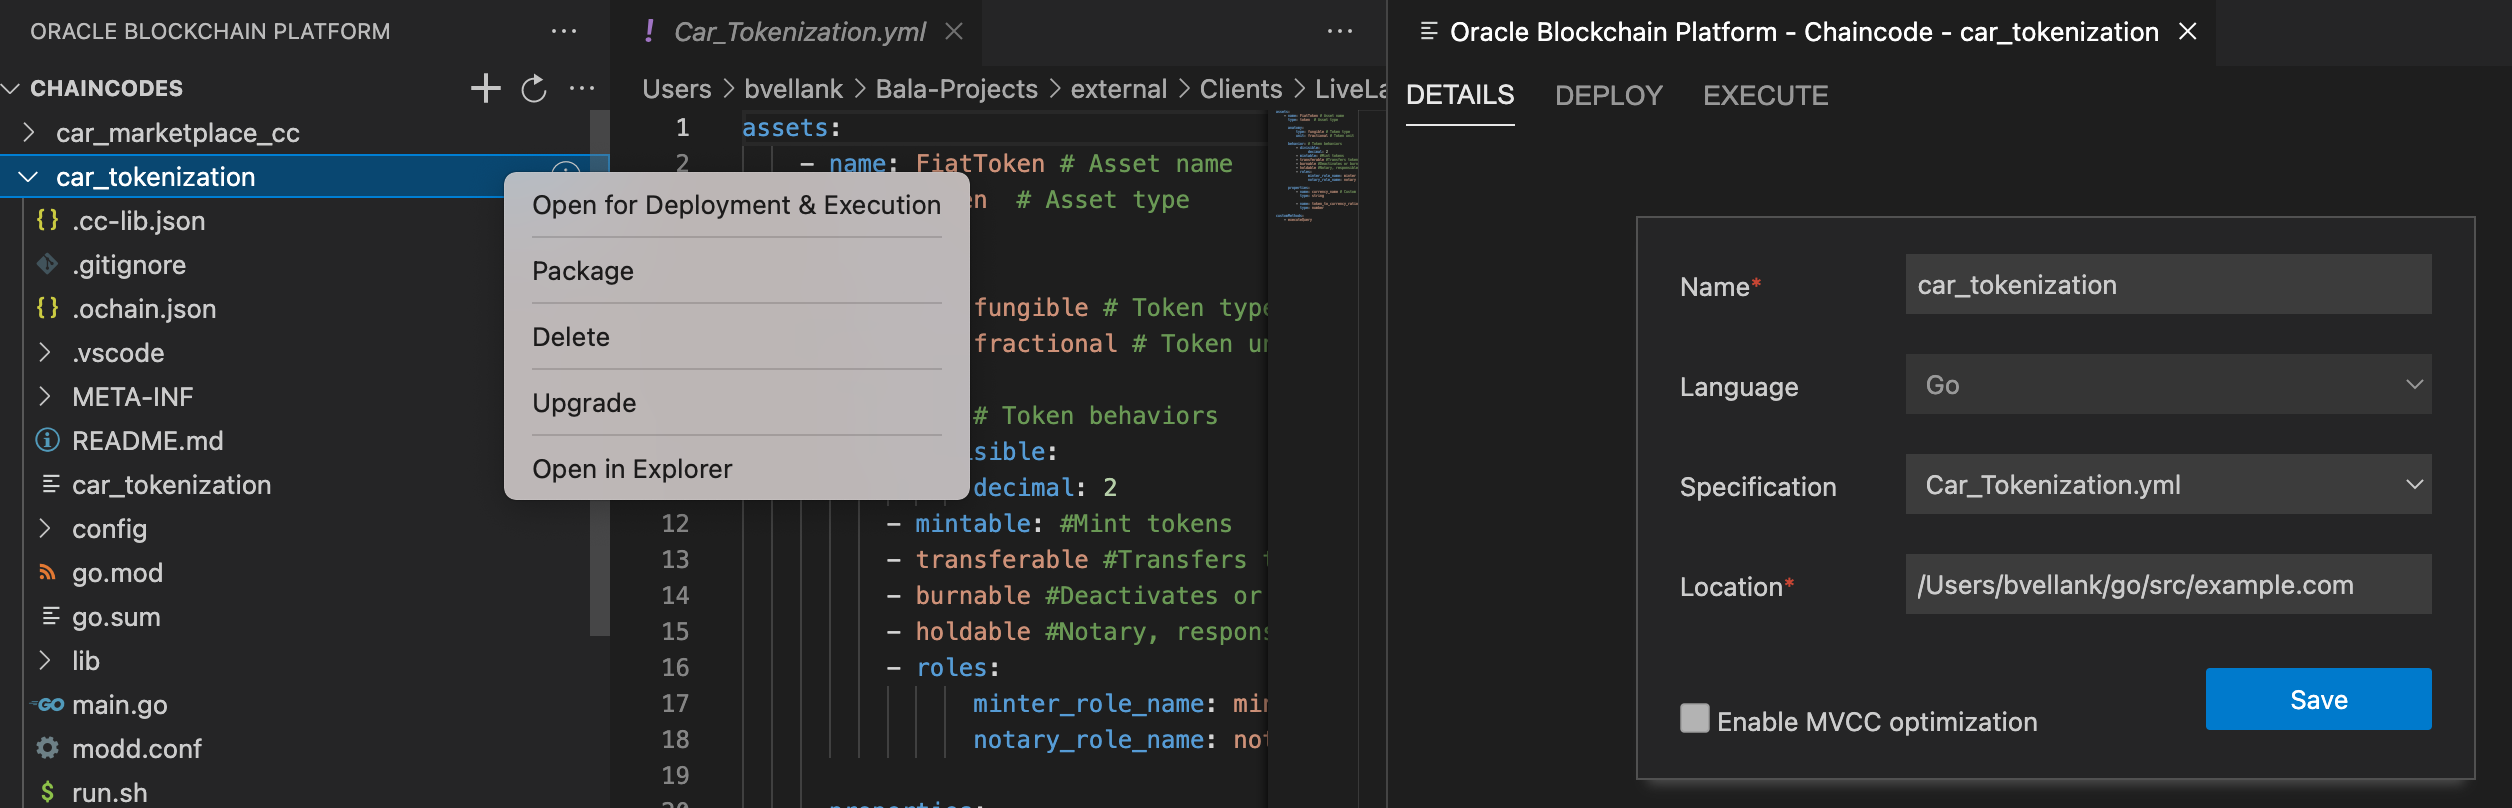 ORACLE BLOCKCHAIN PLATFORM
CHAINCODES
car_marketplace_cc
car_tokenization
.cc-lib.json
.gitignore
.ochain.json
.vscode
META-INF
README.md
car_tokenization
config
go.mod
go.sum
lib
main.go
modd.conf
run.sh
Open for Deployment & Execution
Package
Delete
Upgrade
Open in Explorer
! Car_Tokenization.yml
Users > bvellank > Bala-Projects > external > Clients > LiveLa
1 assets:
2 - name: FiatToken # Asset name
n # Asset type
fungible # Token type
fractional # Token un
# Token behaviors
sible:
decimal: 2
12 - mintable: #Mint tokens
13 - transferable #Transfers t
14 - burnable #Deactivates or
15 - holdable #Notary, respons
16 - roles:
17 minter_role_name: min
18 notary_role_name: not
19
20 properties:
Oracle Blockchain Platform - Chaincode - car_tokenization
DETAILS DEPLOY EXECUTE
Name* car_tokenization
Language Go
Specification Car_Tokenization.yml
Location* /Users/bvellank/go/src/example.com
Enable MVCC optimization
Save